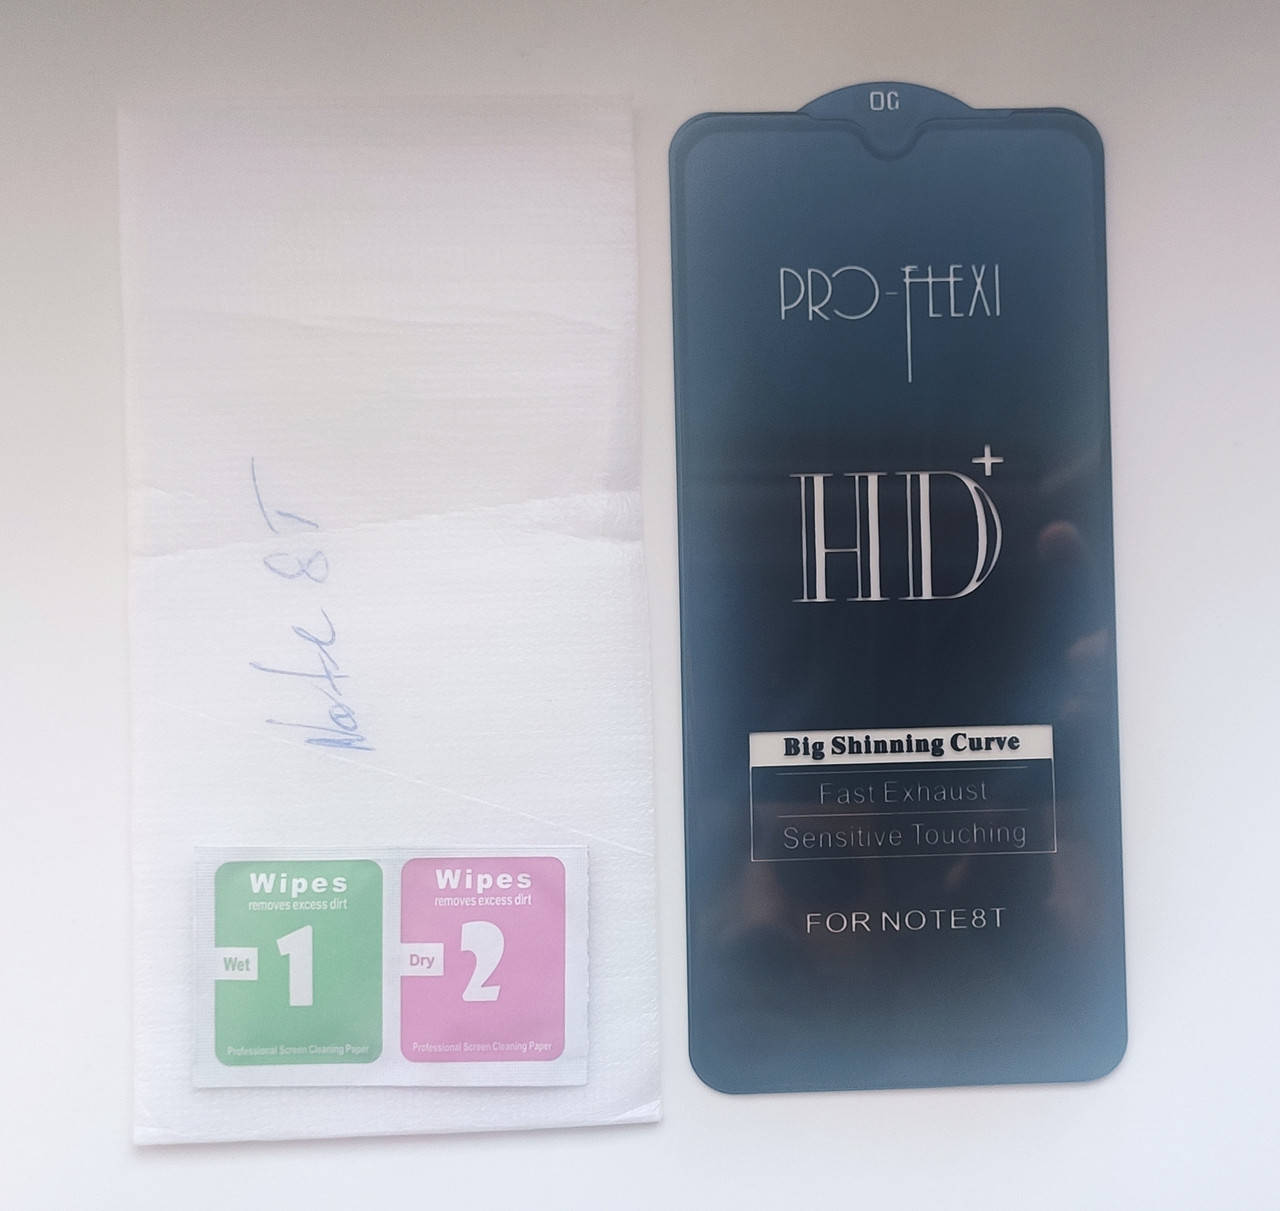 Note 8T
Wipes
removes excess dirt
Wet
1
Professional Screen Cleaning Paper
Wipes
removes excess dirt
Dry
2
Professional Screen Cleaning Paper
OG
PRO-FLEXI
HD+
Big Shinning Curve
Fast Exhaust
Sensitive Touching
FOR NOTE8T